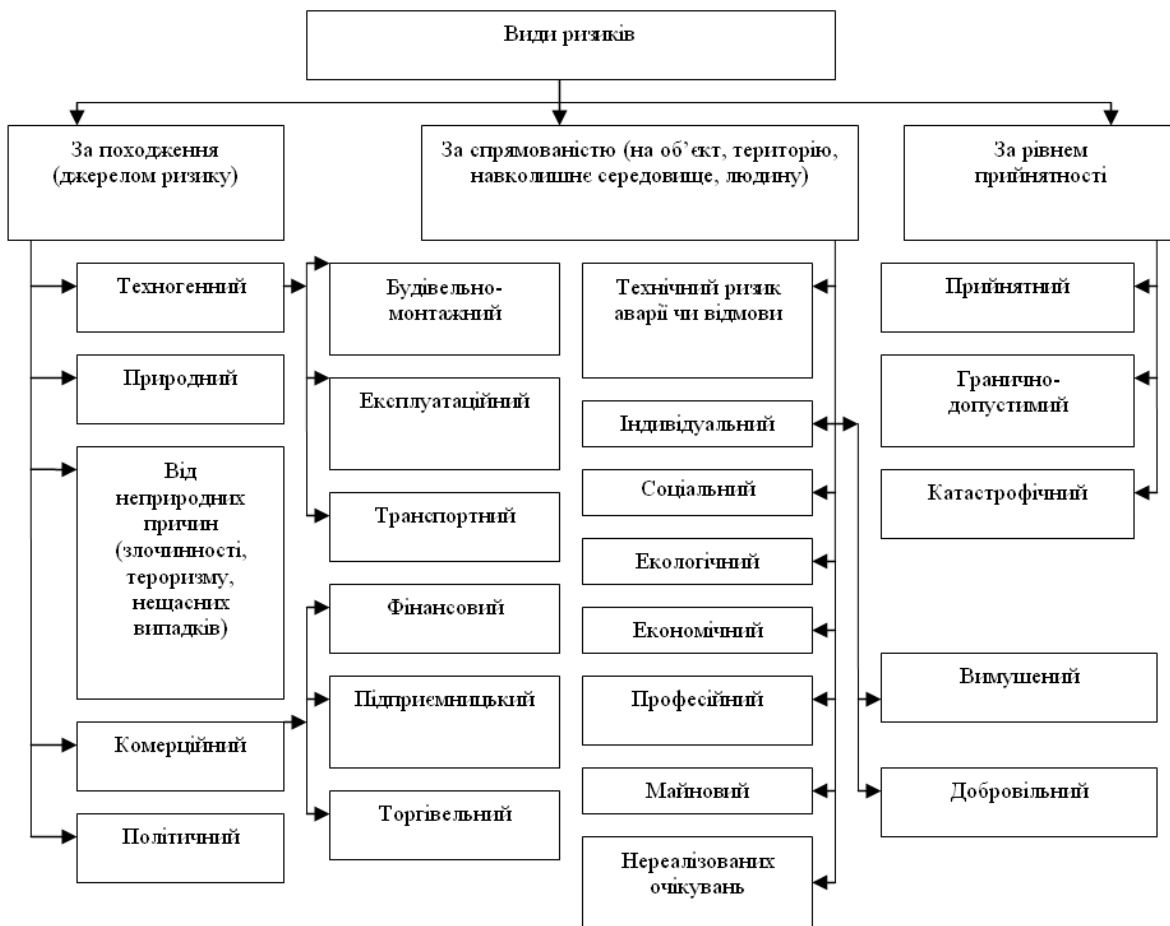 Види ризиків
За походження
(джерелом ризику)
За спрямованістю (на об’єкт, територію,
навколишнє середовище, людину)
За рівнем
прийнятності
Техногенний
Природний
Від
неприродних
причин
(злочинності,
тероризму,
нещасних
випадків)
Комерційний
Політичний
Будівельно-
монтажний
Експлуатаційний
Транспортний
Фінансовий
Підприємницький
Торгівельний
Технічний ризик
аварії чи відмови
Індивідуальний
Соціальний
Екологічний
Економічний
Професійний
Майновий
Нереалізованих
очікувань
Прийнятний
Гранично-
допустимий
Катастрофічний
Вимушений
Добровільний